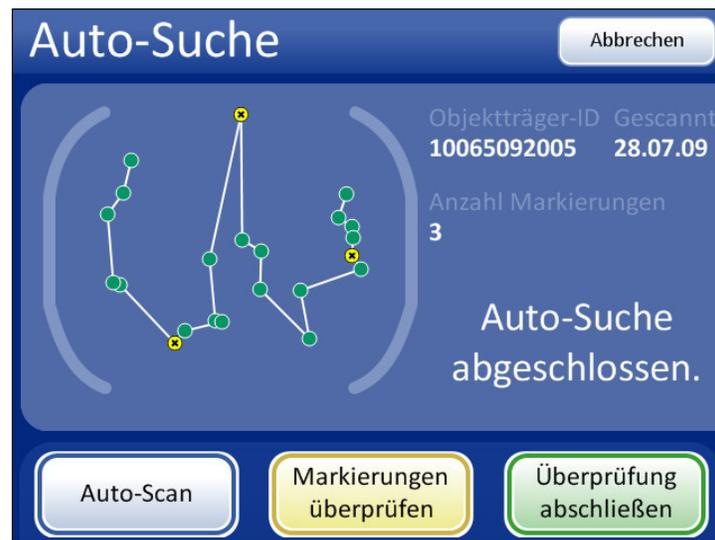 Auto-Suche
Abbrechen
Objektträger-ID Gescannt
10065092005 28.07.09
Anzahl Markierungen
3
Auto-Suche
abgeschlossen.
Auto-Scan
Markierungen
überprüfen
Überprüfung
abschließen